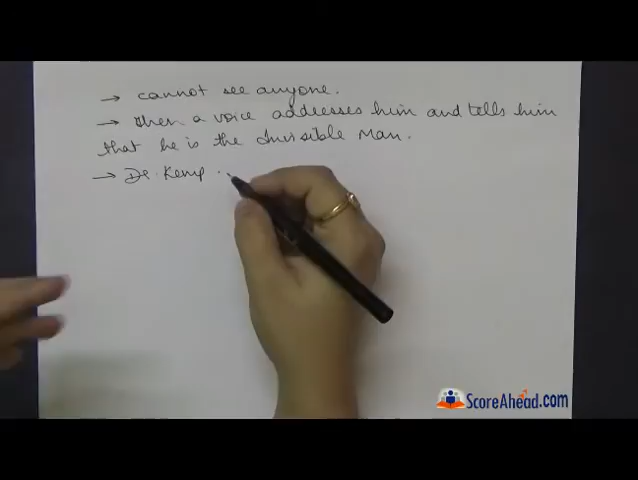 → cannot see anyone.
→ then a voice addresses him and tells him
that he is the Invisible Man.
→ Dr. Kemp
ScoreAhead.com